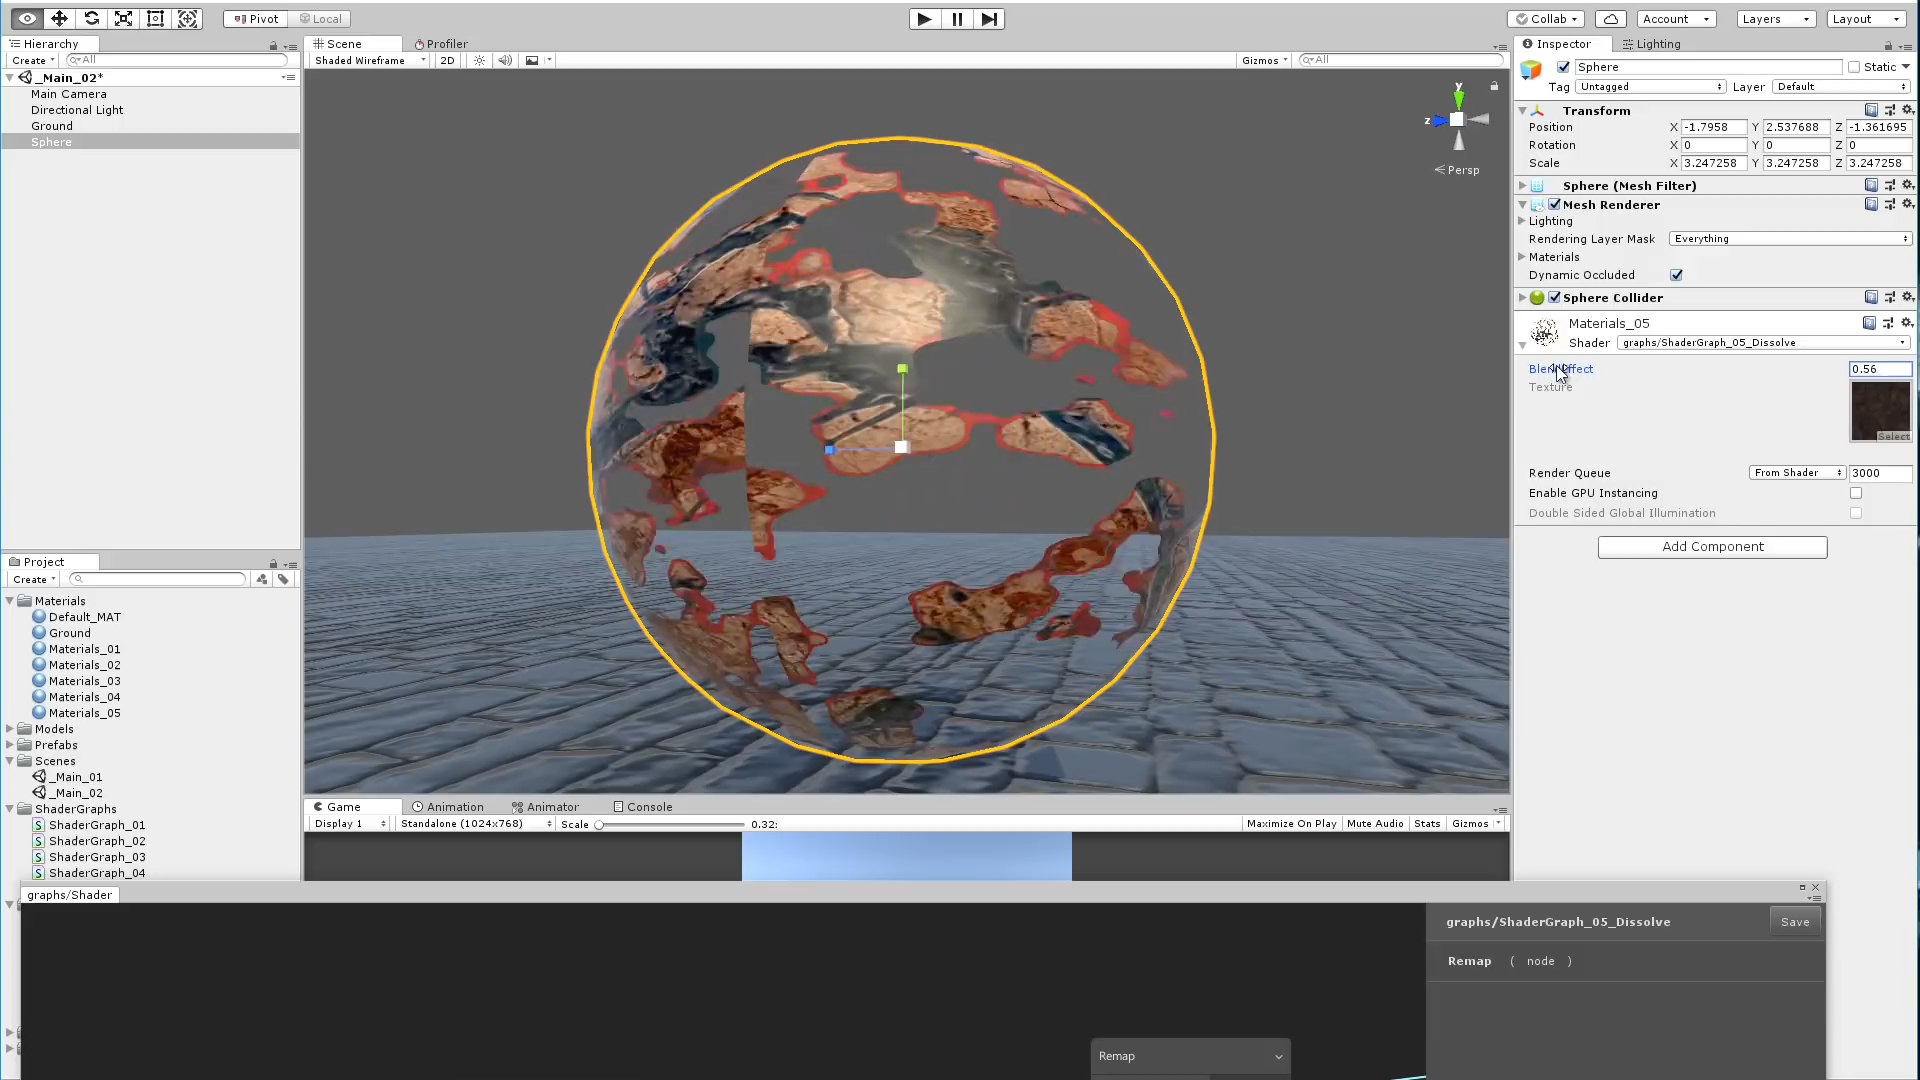 Pivot Local Collab Account Layers Layout
Hierarchy
Create All
_Main_02*
Main Camera
Directional Light
Ground
Sphere
Scene Profiler
Shaded Wireframe 2D Gizmos All
y
z
Persp
Inspector Lighting
Sphere Static
Tag Untagged Layer Default
Transform
Position X -1.7958 Y 2.537688 Z -1.361695
Rotation X 0 Y 0 Z 0
Scale X 3.247258 Y 3.247258 Z 3.247258
Sphere (Mesh Filter)
Mesh Renderer
Lighting
Rendering Layer Mask Everything
Materials
Dynamic Occluded
Sphere Collider
Materials_05
Shader graphs/ShaderGraph_05_Dissolve
0.56
Texture
Select
Render Queue From Shader 3000
Enable GPU Instancing
Double Sided Global Illumination
Add Component
Project
Create
Materials
Default_MAT
Ground
Materials_01
Materials_02
Materials_03
Materials_04
Materials_05
Models
Prefabs
Scenes
_Main_01
_Main_02
ShaderGraphs
ShaderGraph_01
ShaderGraph_02
ShaderGraph_03
ShaderGraph_04
Game Animation Animator Console
Display 1 Standalone (1024x768) Scale 0.32: Maximize On Play Mute Audio Stats Gizmos
graphs/Shader
graphs/ShaderGraph_05_Dissolve Save
Remap ( node )
Remap